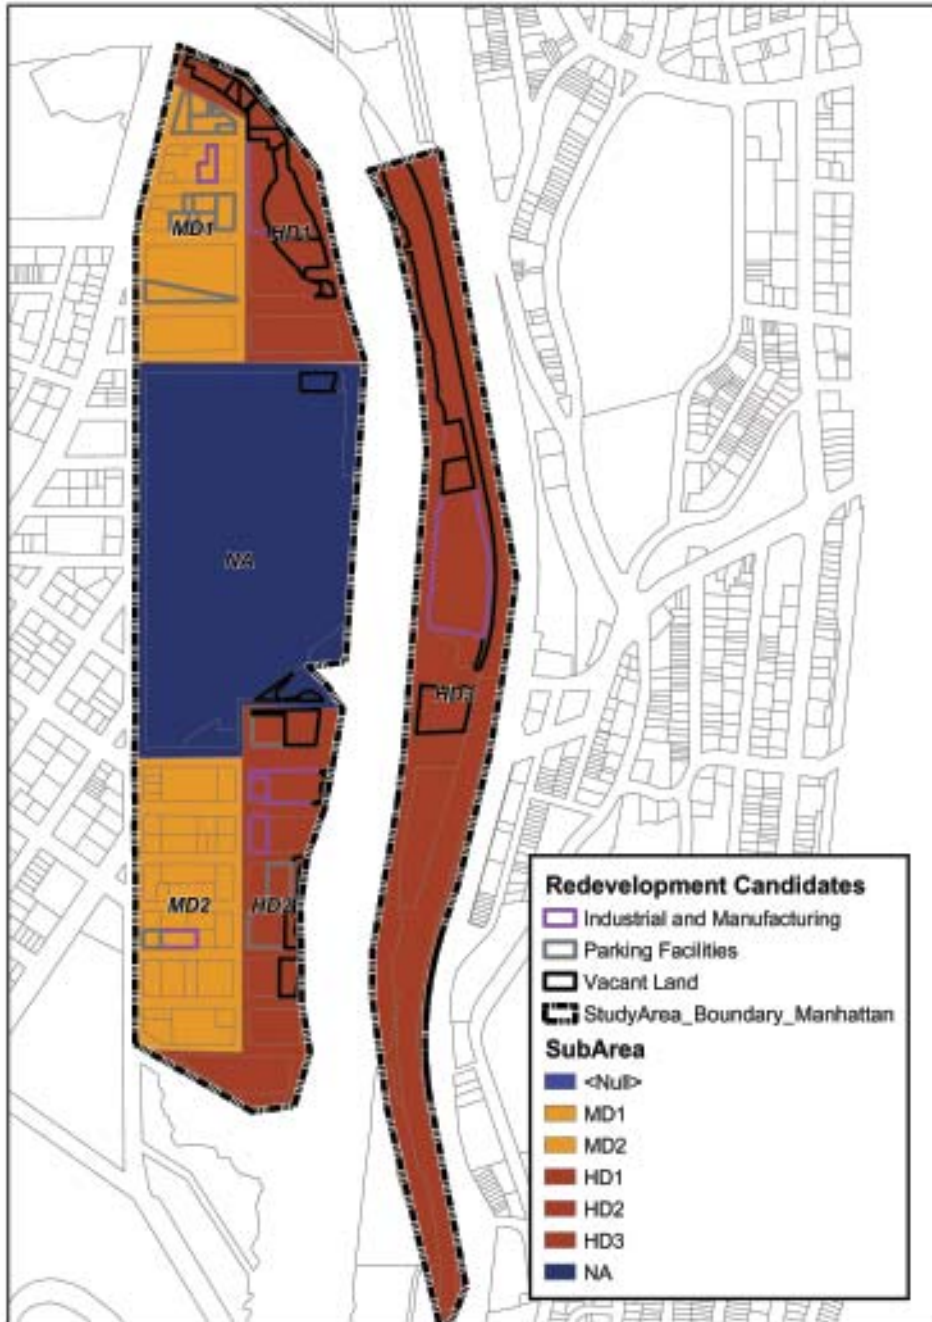 MD1
HD1
NA
HD3
MD2
HD2
Redevelopment Candidates
Industrial and Manufacturing
Parking Facilities
Vacant Land
StudyArea_Boundary_Manhattan
SubArea
<Null>
MD1
MD2
HD1
HD2
HD3
NA